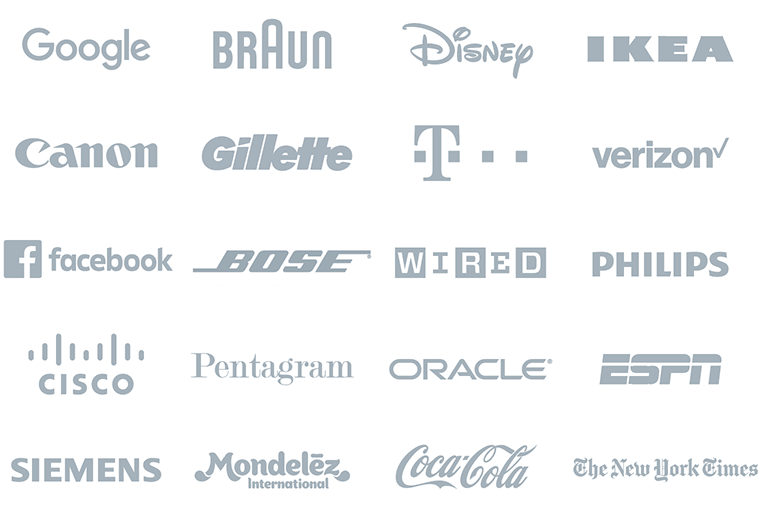 Google BRAUN Disney IKEA
Canon Gillette T verizon
facebook BOSE® WIRED PHILIPS
CISCO Pentagram ORACLE® ESPN
SIEMENS Mondelēz Coca-Cola The New York Times
International